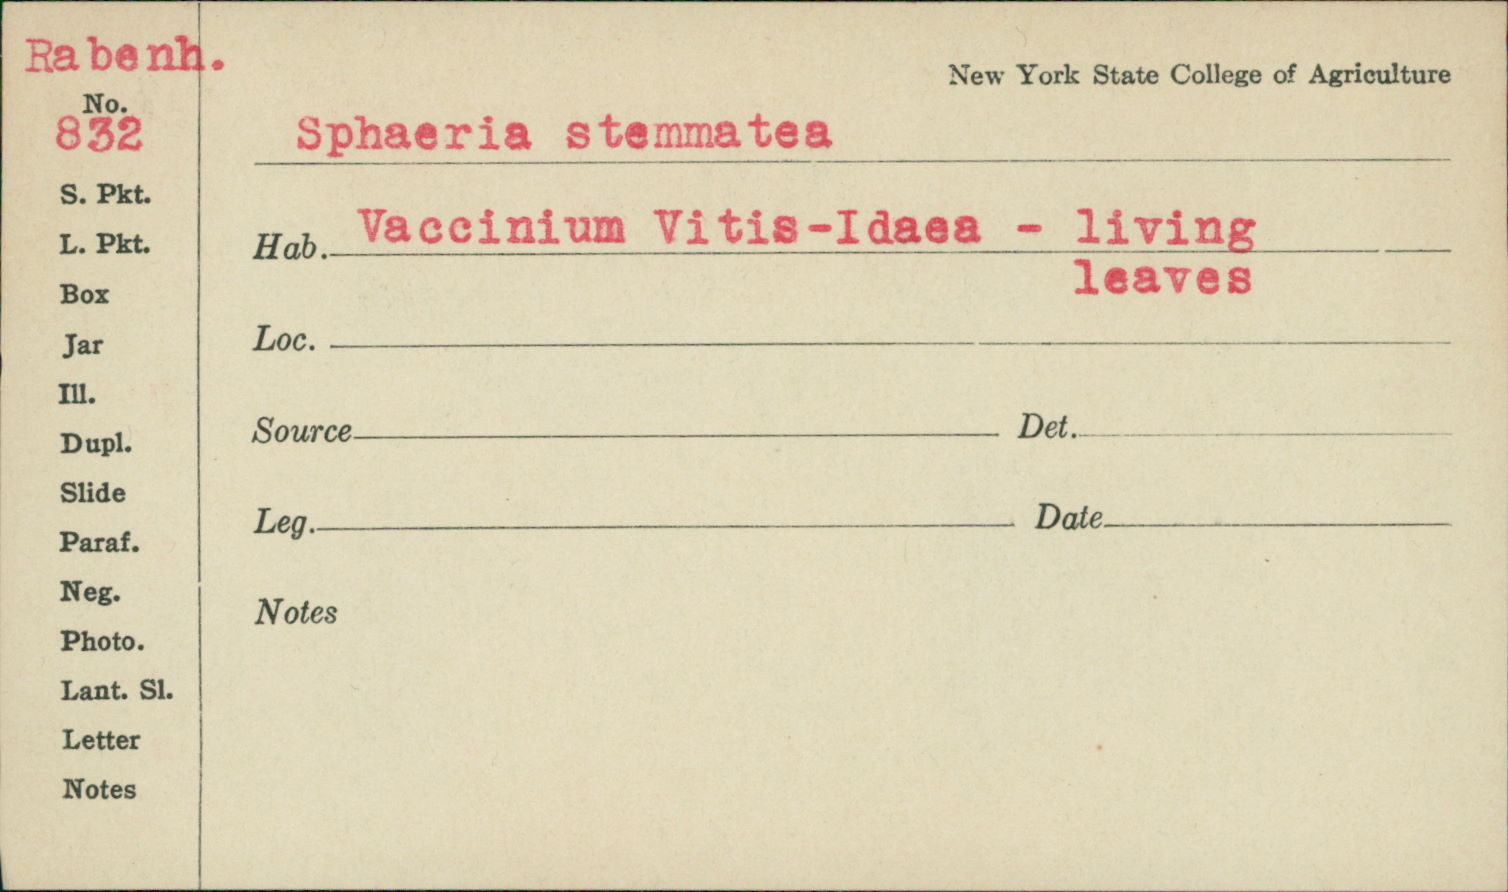 Rabenh.
New York State College of Agriculture
No.
832
Sphaeria stemmatea
S. Pkt.
Hab. Vaccinium Vitis-Idaea - living
leaves
L. Pkt.
Box
Loc.
Jar
Ill.
Source Det.
Dupl.
Slide
Leg. Date
Paraf.
Neg.
Notes
Photo.
Lant. Sl.
Letter
Notes